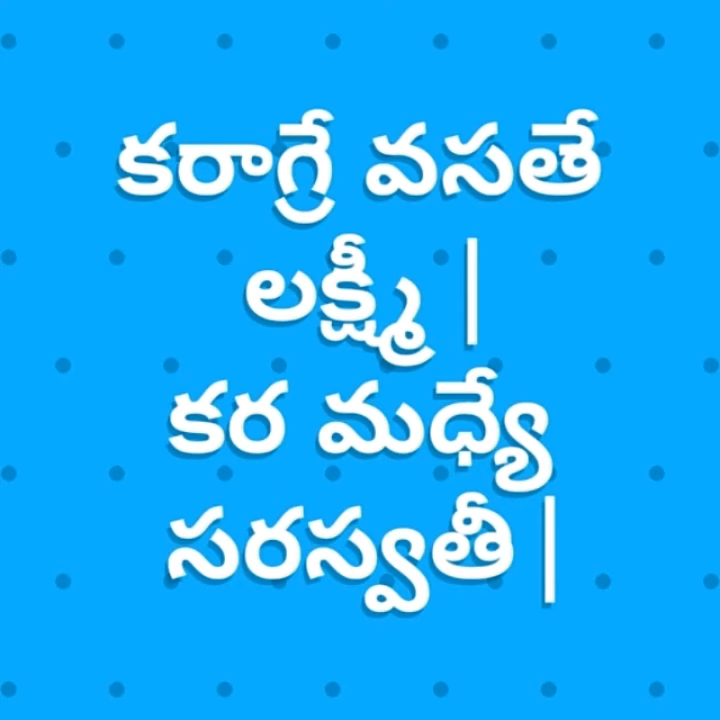 కరాగ్రే వసతే
లక్ష్మీ |
కర మధ్యే
సరస్వతీ |